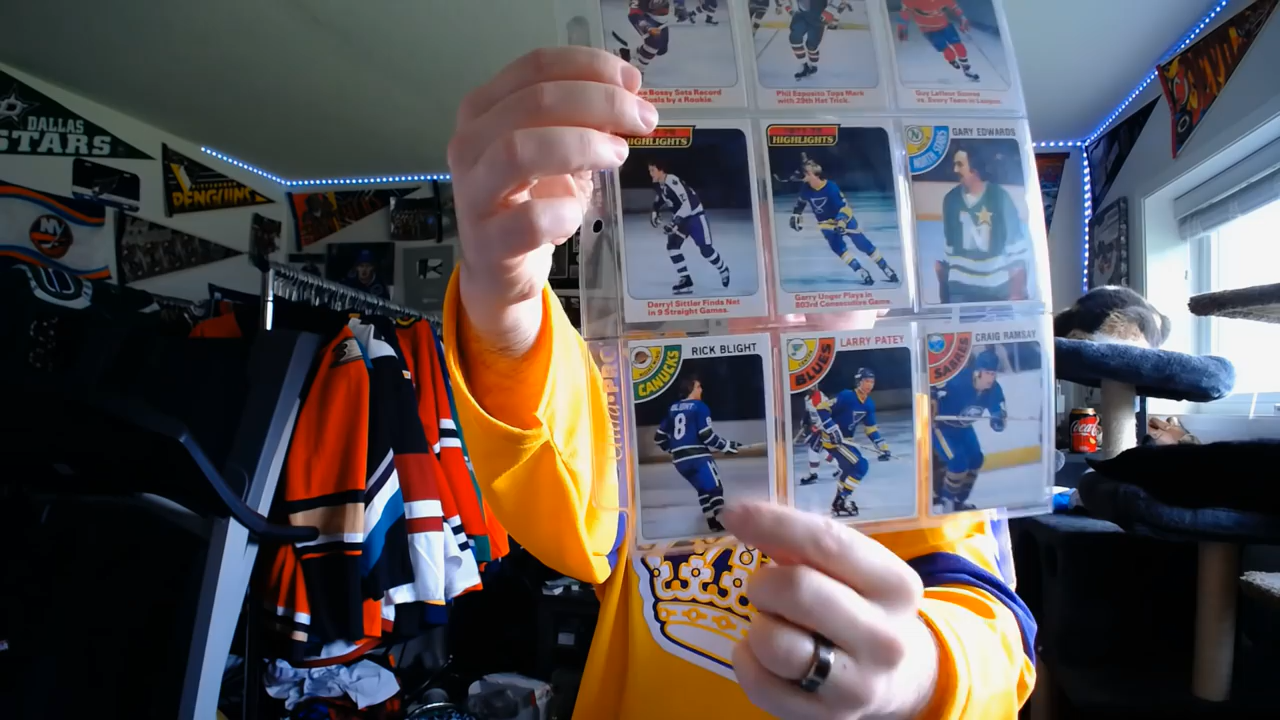 Bossy Sets Record
Goals by a Rookie.
Phil Esposito Tops Mark
with 29th Hat Trick.
Guy Lafleur Scores
vs. Every Team in League.
HIGHLIGHTS
HIGHLIGHTS
GARY EDWARDS
NORTH STARS
N
Darryl Sittler Finds Net
in 9 Straight Games.
Garry Unger Plays in
803rd Consecutive Game.
CANUCKS
RICK BLIGHT
BLIGHT
8
BLUES
LARRY PATEY
SABRES
CRAIG RAMSAY
DALLAS
STARS
PENGUINS
NY
Coca-Cola